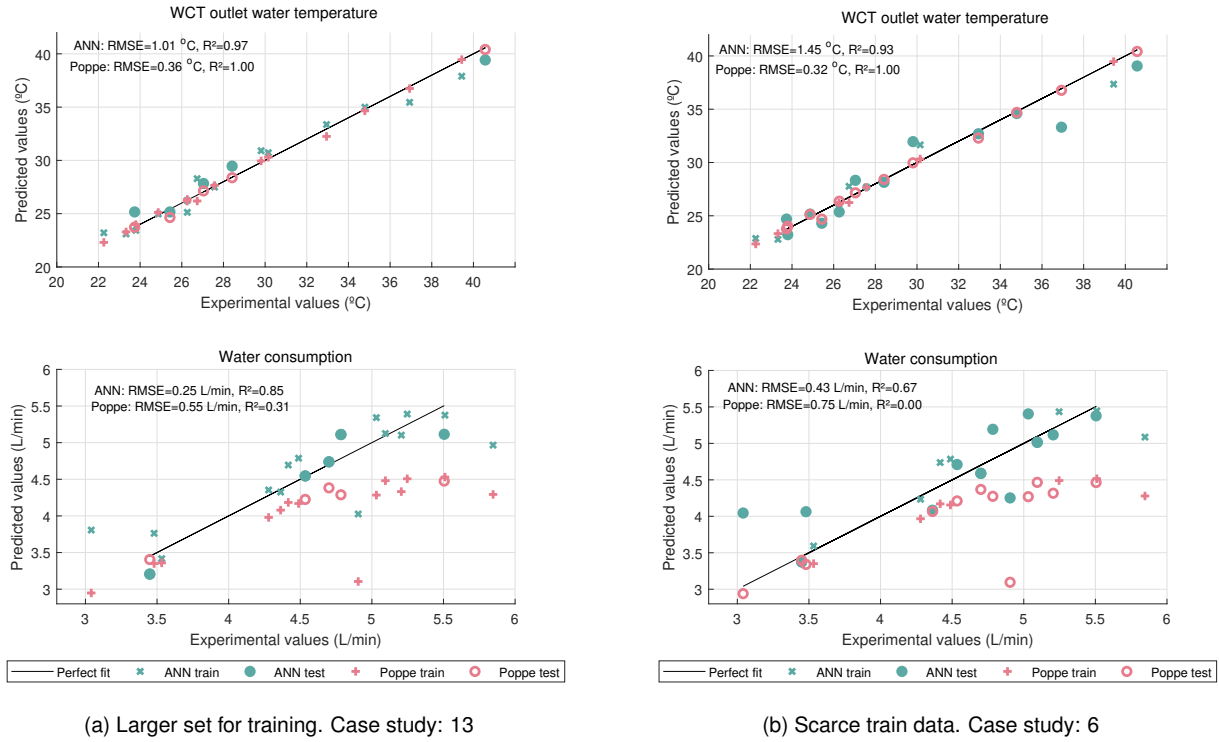 WCT outlet water temperature
ANN: RMSE=1.01 ºC, R²=0.97
Poppe: RMSE=0.36 ºC, R²=1.00
40
35
30
25
20
Predicted values (ºC)
20 22 24 26 28 30 32 34 36 38 40
Experimental values (ºC)
Water consumption
ANN: RMSE=0.25 L/min, R²=0.85
Poppe: RMSE=0.55 L/min, R²=0.31
6
5.5
5
4.5
4
3.5
3
Predicted values (L/min)
3 3.5 4 4.5 5 5.5 6
Experimental values (L/min)
Perfect fit ANN train ANN test Poppe train Poppe test
(a) Larger set for training. Case study: 13
WCT outlet water temperature
ANN: RMSE=1.45 ºC, R²=0.93
Poppe: RMSE=0.32 ºC, R²=1.00
40
35
30
25
20
Predicted values (ºC)
20 22 24 26 28 30 32 34 36 38 40
Experimental values (ºC)
Water consumption
ANN: RMSE=0.43 L/min, R²=0.67
Poppe: RMSE=0.75 L/min, R²=0.00
6
5.5
5
4.5
4
3.5
3
Predicted values (L/min)
3 3.5 4 4.5 5 5.5 6
Experimental values (L/min)
Perfect fit ANN train ANN test Poppe train Poppe test
(b) Scarce train data. Case study: 6